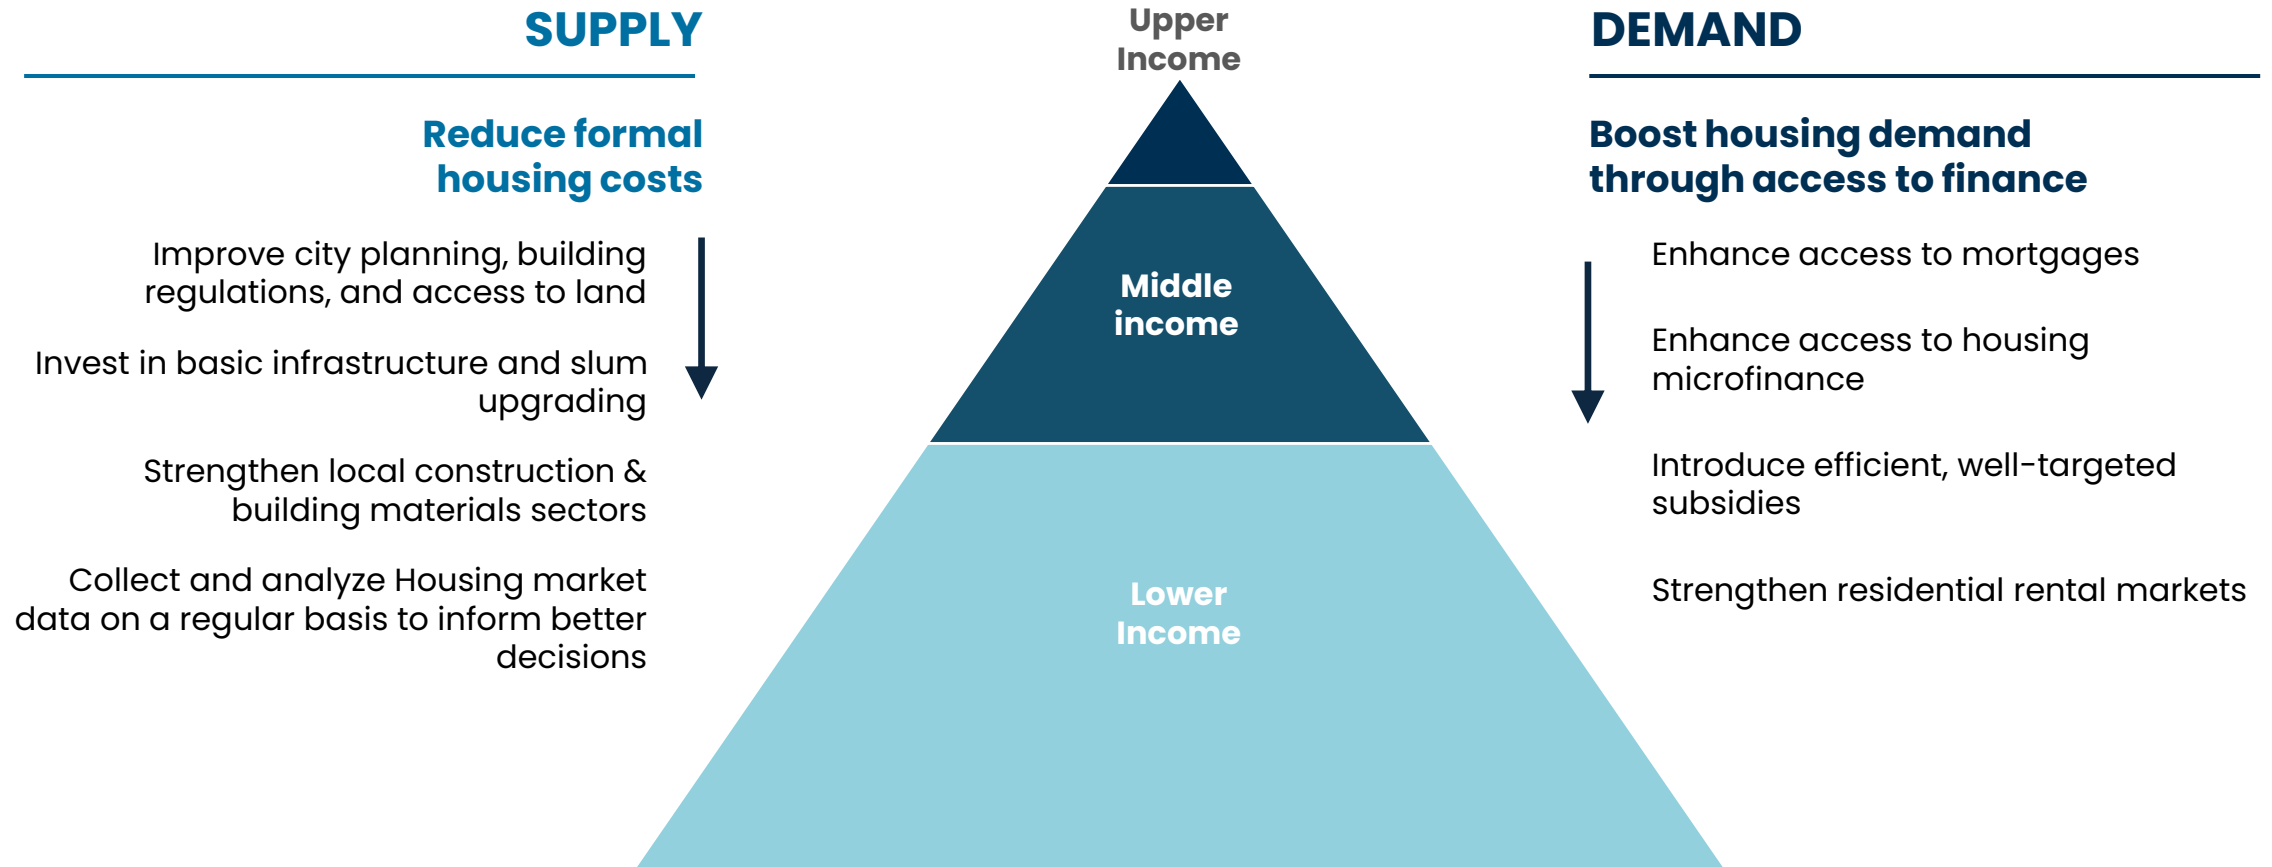 SUPPLY
Reduce formal
housing costs
Improve city planning, building
regulations, and access to land
Invest in basic infrastructure and slum
upgrading
Strengthen local construction &
building materials sectors
Collect and analyze Housing market
data on a regular basis to inform better
decisions
Upper
Income
Middle
income
Lower
Income
DEMAND
Boost housing demand
through access to finance
Enhance access to mortgages
Enhance access to housing
microfinance
Introduce efficient, well-targeted
subsidies
Strengthen residential rental markets